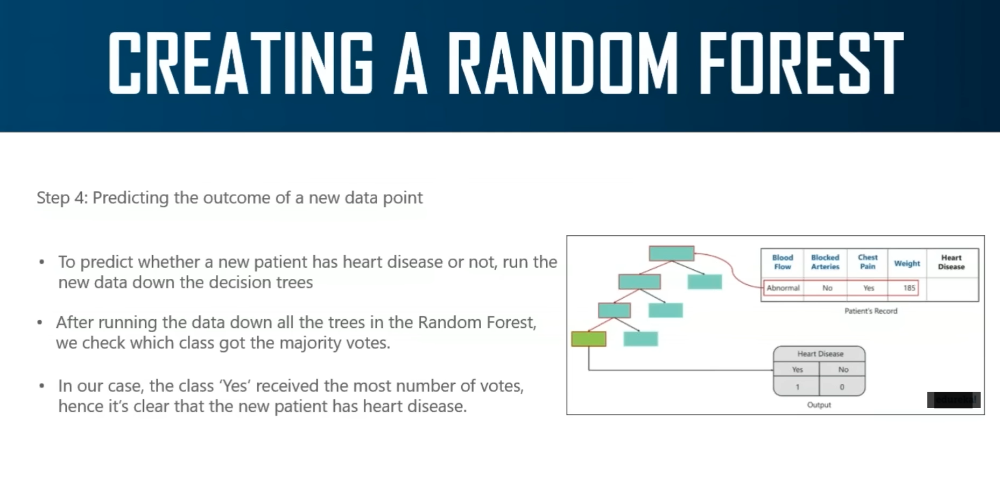 CREATING A RANDOM FOREST
Step 4: Predicting the outcome of a new data point
• To predict whether a new patient has heart disease or not, run the
new data down the decision trees
• After running the data down all the trees in the Random Forest,
we check which class got the majority votes.
• In our case, the class ‘Yes’ received the most number of votes,
hence it’s clear that the new patient has heart disease.
Blood Flow Blocked Arteries Chest Pain Weight Heart Disease
Abnormal No Yes 185
Patient's Record
Heart Disease
Yes No
1 0
Output
edureka!